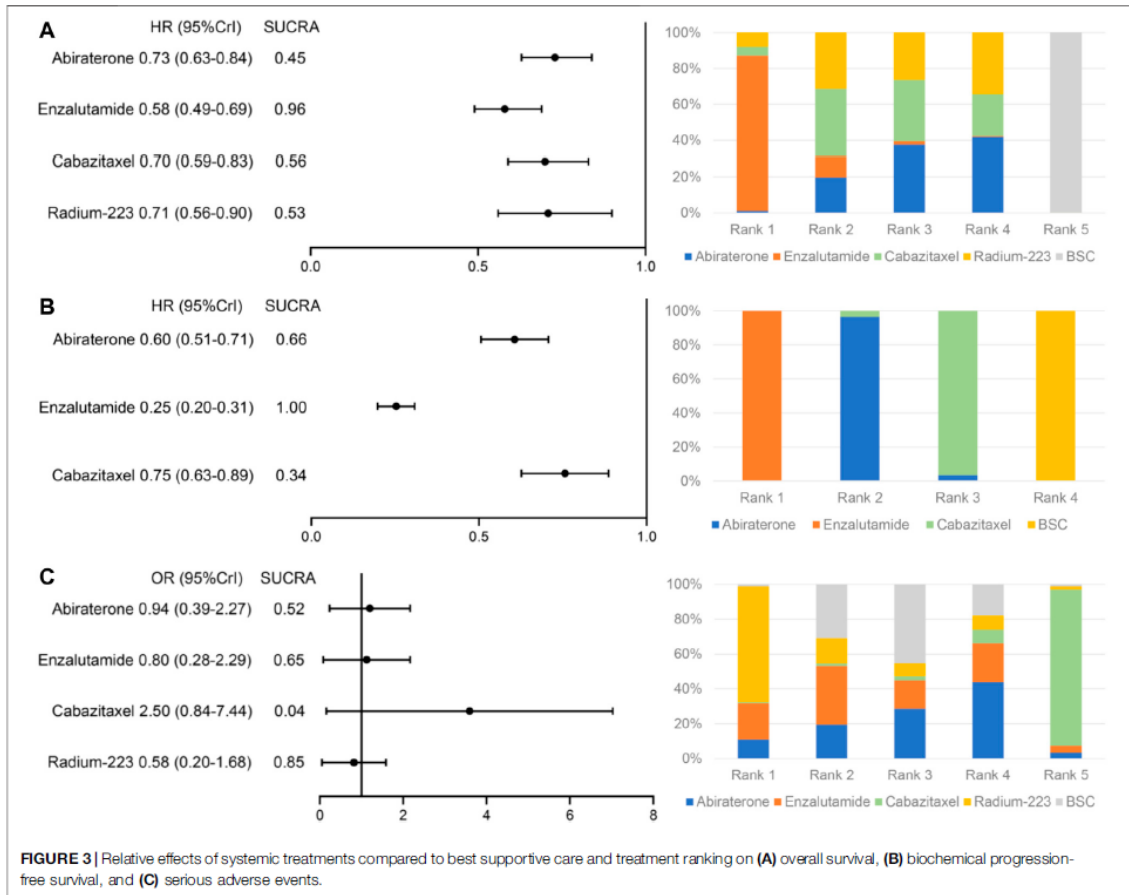 A
HR (95%CrI) SUCRA
Abiraterone 0.73 (0.63-0.84) 0.45
Enzalutamide 0.58 (0.49-0.69) 0.96
Cabazitaxel 0.70 (0.59-0.83) 0.56
Radium-223 0.71 (0.56-0.90) 0.53
0.0 0.5 1.0
100%
80%
60%
40%
20%
0%
Rank 1 Rank 2 Rank 3 Rank 4 Rank 5
Abiraterone Enzalutamide Cabazitaxel Radium-223 BSC
B
HR (95%CrI) SUCRA
Abiraterone 0.60 (0.51-0.71) 0.66
Enzalutamide 0.25 (0.20-0.31) 1.00
Cabazitaxel 0.75 (0.63-0.89) 0.34
0.0 0.5 1.0
100%
80%
60%
40%
20%
0%
Rank 1 Rank 2 Rank 3 Rank 4
Abiraterone Enzalutamide Cabazitaxel BSC
C
OR (95%CrI) SUCRA
Abiraterone 0.94 (0.39-2.27) 0.52
Enzalutamide 0.80 (0.28-2.29) 0.65
Cabazitaxel 2.50 (0.84-7.44) 0.04
Radium-223 0.58 (0.20-1.68) 0.85
0 2 4 6 8
100%
80%
60%
40%
20%
0%
Rank 1 Rank 2 Rank 3 Rank 4 Rank 5
Abiraterone Enzalutamide Cabazitaxel Radium-223 BSC
FIGURE 3 | Relative effects of systemic treatments compared to best supportive care and treatment ranking on (A) overall survival, (B) biochemical progression-
free survival, and (C) serious adverse events.